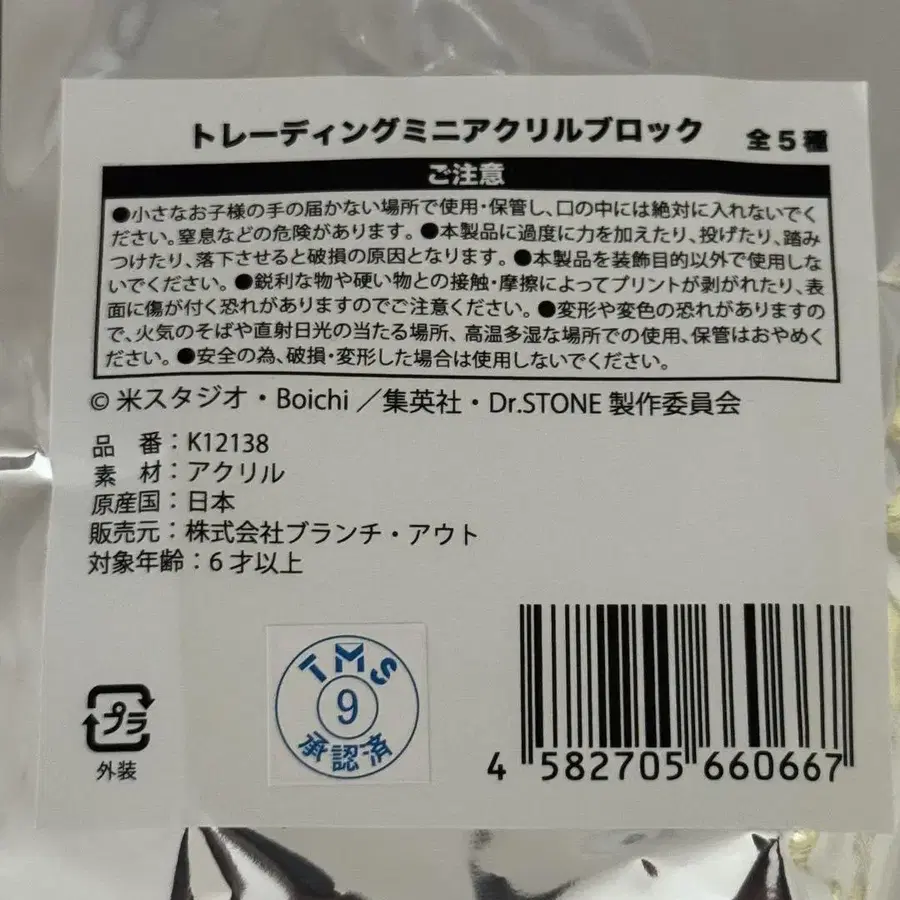 トレーディングミニアクリルブロック 全5種
ご注意
●小さなお子様の手の届かない場所で使用・保管し、口の中には絶対に入れないでく
ださい。窒息などの危険があります。●本製品に過度に力を加えたり、投げたり、踏み
つけたり、落下させると破損の原因となります。●本製品を装飾目的以外で使用しな
いでください。●鋭利な物や硬い物との接触・摩擦によってプリントが剥がれたり、表
面に傷が付く恐れがありますのでご注意ください。●変形や変色の恐れがありますの
で、火気のそばや直射日光の当たる場所、高温多湿な場所での使用、保管はおやめく
ださい。●安全の為、破損・変形した場合は使用しないでください。
© 米スタジオ・Boichi／集英社・Dr.STONE 製作委員会
品 番：K12138
素 材：アクリル
原産国：日本
販売元：株式会社ブランチ・アウト
対象年齢：6才以上
プラ
外装
TMS
9
承認済
4 582705 660667